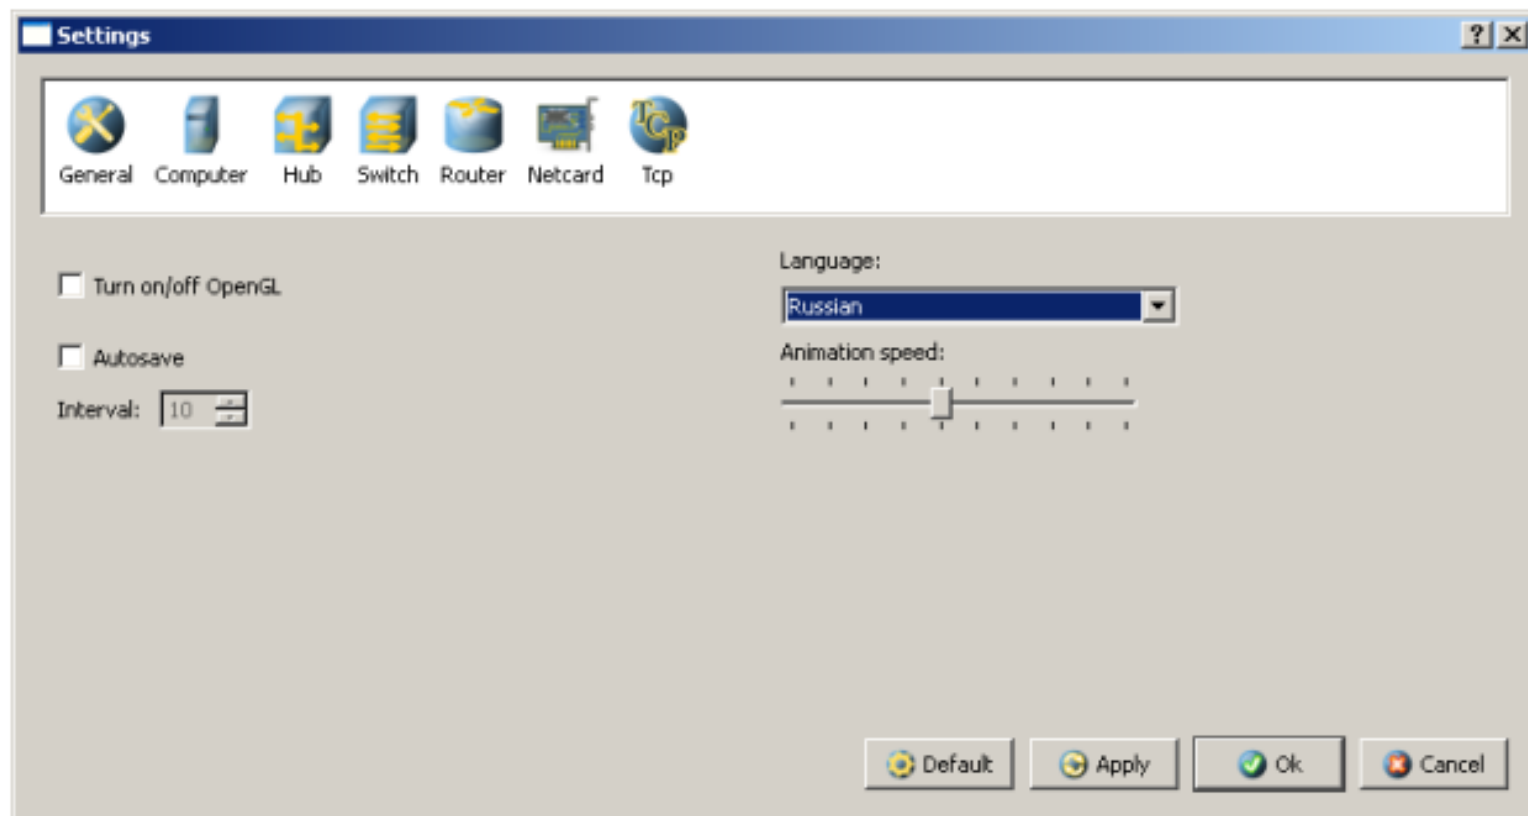 Settings
General Computer Hub Switch Router Netcard Tcp
Turn on/off OpenGL
Autosave
Interval: 10
Language:
Russian
Animation speed:
Default Apply Ok Cancel